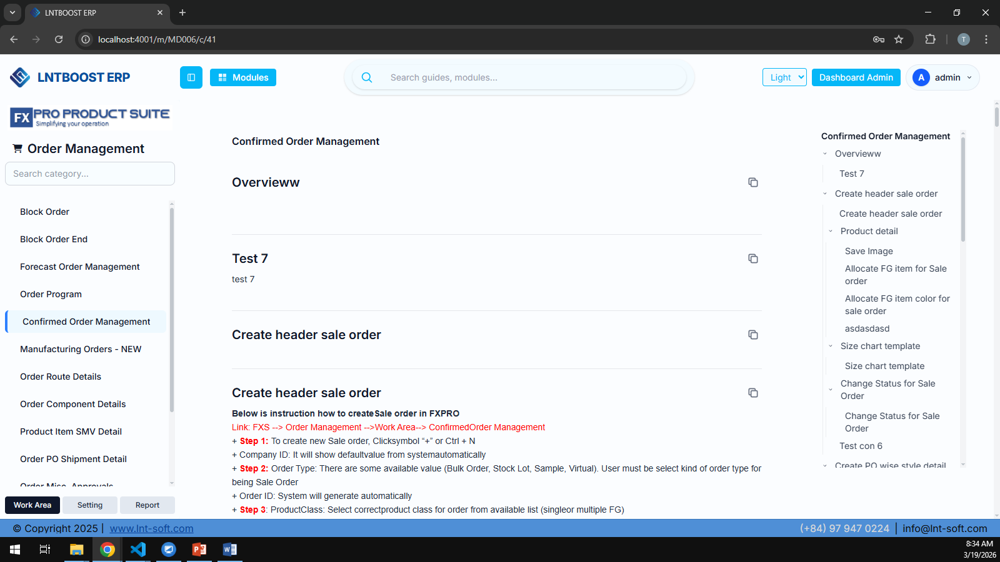 LNTBOOST ERP
localhost:4001/m/MD006/c/41
T
LNTBOOST ERP
Modules
Search guides, modules...
Light
Dashboard Admin
A
admin
FX PRO PRODUCT SUITE
Simplifying your operation
Order Management
Search category...
Block Order
Block Order End
Forecast Order Management
Order Program
Confirmed Order Management
Manufacturing Orders - NEW
Order Route Details
Order Component Details
Product Item SMV Detail
Order PO Shipment Detail
Order Misc. Approvals
Work Area
Setting
Report
Confirmed Order Management
Overvieww
Test 7
test 7
Create header sale order
Create header sale order
Below is instruction how to createSale order in FXPRO
Link: FXS --> Order Management -->Work Area--> ConfirmedOrder Management
+ Step 1: To create new Sale order, Clicksymbol “+” or Ctrl + N
+ Company ID: It will show defaultvalue from systemautomatically
+ Step 2: Order Type: There are some available value (Bulk Order, Stock Lot, Sample, Virtual). User must be select kind of order type for
being Sale Order
+ Order ID: System will generate automatically
+ Step 3: ProductClass: Select correctproduct class for order from available list (singleor multiple FG)
Confirmed Order Management
Overvieww
Test 7
Create header sale order
Create header sale order
Product detail
Save Image
Allocate FG item for Sale
order
Allocate FG item color for
sale order
asdasdasd
Size chart template
Size chart template
Change Status for Sale
Order
Change Status for Sale
Order
Test con 6
Create PO wise style detail
© Copyright 2025 | www.lnt-soft.com
(+84) 97 947 0224 | info@lnt-soft.com
8:34 AM
3/19/2026